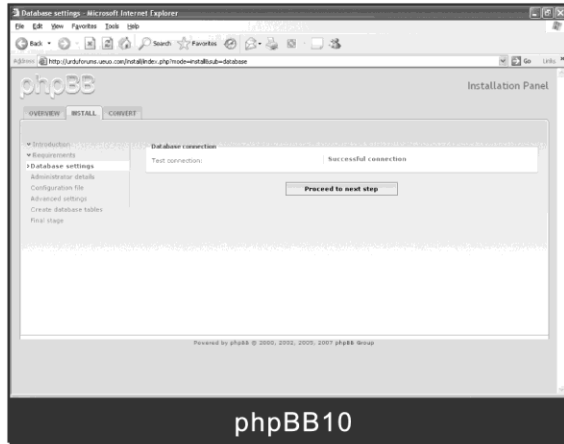 Database settings - Microsoft Internet Explorer
File Edit View Favorites Tools Help
Back Search Favorites
Address http://urduforums.ueuo.com/install/index.php?mode=install&sub=database Go Links
phpBB
Installation Panel
OVERVIEW INSTALL CONVERT
Introduction
Requirements
Database settings
Administrator details
Configuration file
Advanced settings
Create database tables
Final stage
Database connection
Test connection: Successful connection
Proceed to next step
Powered by phpBB © 2000, 2002, 2005, 2007 phpBB Group
phpBB10